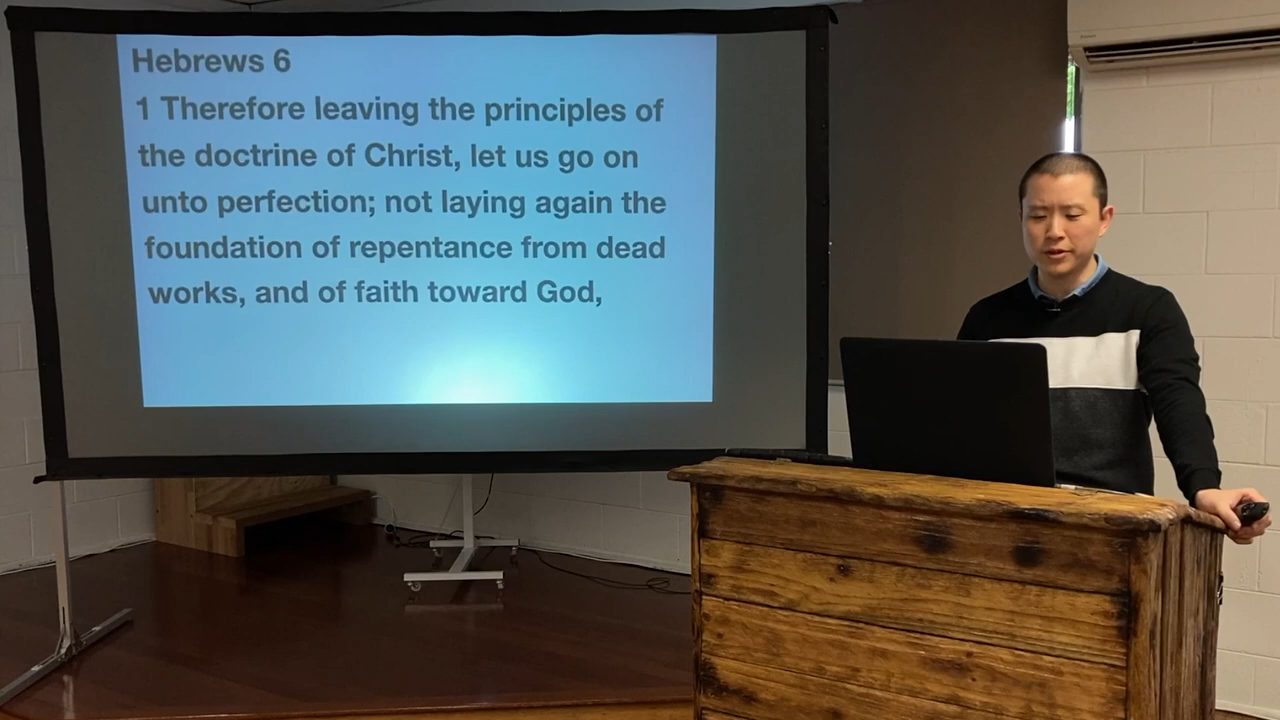 Hebrews 6
1 Therefore leaving the principles of
the doctrine of Christ, let us go on
unto perfection; not laying again the
foundation of repentance from dead
works, and of faith toward God,